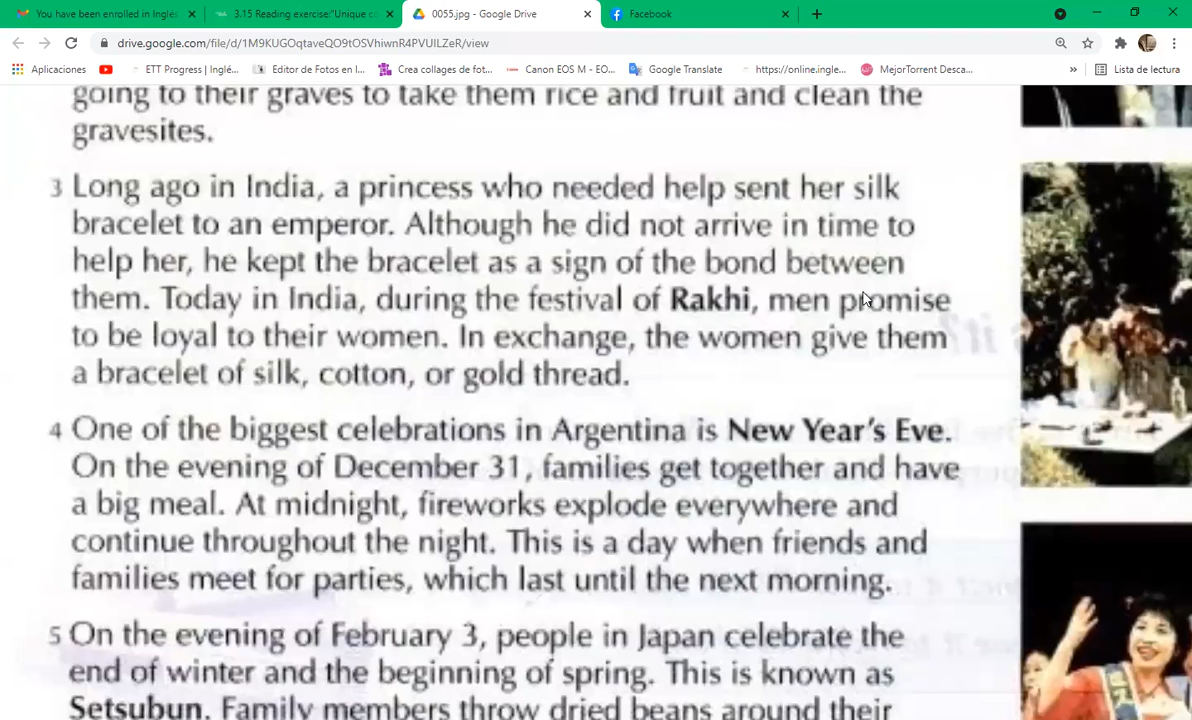 You have been enrolled in Inglés
3.15 Reading exercise:"Unique co
0055.jpg - Google Drive
Facebook
drive.google.com/file/d/1M9KUGOqtaveQO9tOSVhiwnR4PVUILZeR/view
Aplicaciones
ETT Progress | Inglé...
Editor de Fotos en l...
Crea collages de fot...
Canon EOS M - EO...
Google Translate
https://online.ingle...
MejorTorrent Desca...
Lista de lectura
going to their graves to take them rice and fruit and clean the
gravesites.
3 Long ago in India, a princess who needed help sent her silk
bracelet to an emperor. Although he did not arrive in time to
help her, he kept the bracelet as a sign of the bond between
them. Today in India, during the festival of Rakhi, men promise
to be loyal to their women. In exchange, the women give them
a bracelet of silk, cotton, or gold thread.
4 One of the biggest celebrations in Argentina is New Year's Eve.
On the evening of December 31, families get together and have
a big meal. At midnight, fireworks explode everywhere and
continue throughout the night. This is a day when friends and
families meet for parties, which last until the next morning.
5 On the evening of February 3, people in Japan celebrate the
end of winter and the beginning of spring. This is known as
Setsubun. Family members throw dried beans around their